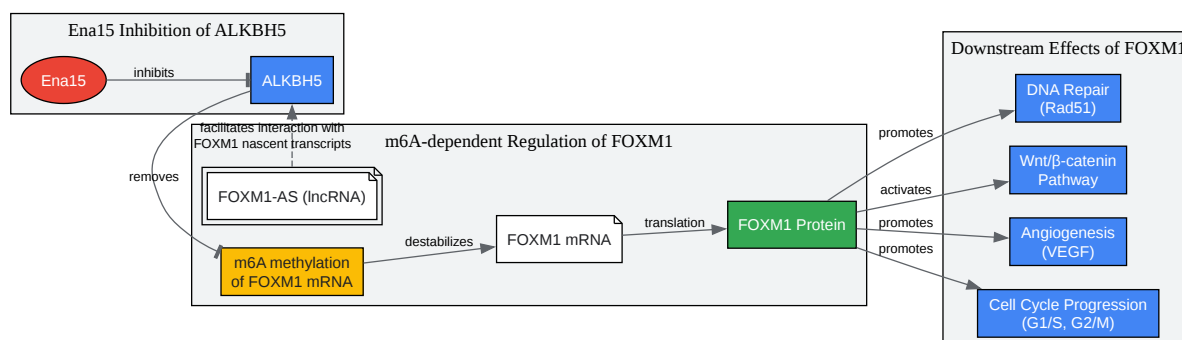 Ena15 Inhibition of ALKBH5
Ena15
inhibits
ALKBH5
facilitates interaction with
FOXM1 nascent transcripts
removes
m6A-dependent Regulation of FOXM1
FOXM1-AS (lncRNA)
m6A methylation
of FOXM1 mRNA
destabilizes
FOXM1 mRNA
translation
FOXM1 Protein
promotes
activates
promotes
promotes
Downstream Effects of FOXM1
DNA Repair
(Rad51)
Wnt/β-catenin
Pathway
Angiogenesis
(VEGF)
Cell Cycle Progression
(G1/S, G2/M)